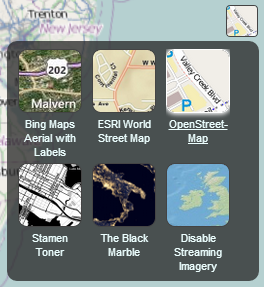 Trenton
New Jersey
202
Malvern
Valley Creek Blvd
P
Bing Maps
Aerial with
Labels
ESRI World
Street Map
OpenStreet-
Map
Stamen
Toner
The Black
Marble
Disable
Streaming
Imagery